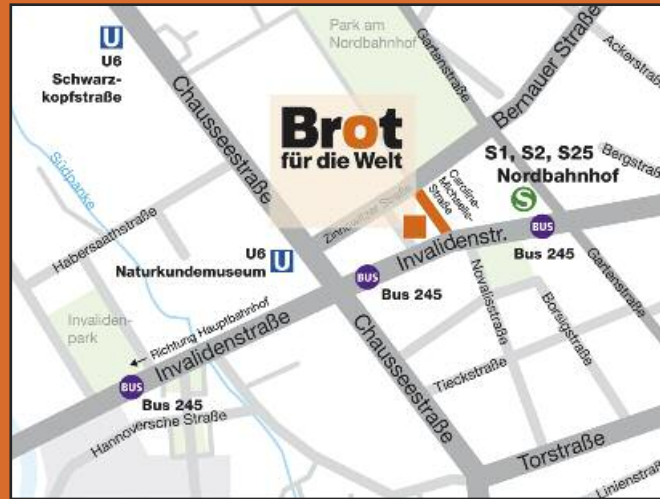 Park am
Nordbahnhof
Gartenstraße
Ackerstraße
U
U6
Schwarz-
kopfstraße
Chausseestraße
Bernauer Straße
Brot
für die Welt
Bergstraße
S1, S2, S25
Nordbahnhof
S
Südpanke
Caroline-
Michaelis-
Straße
Zinnowitzer Straße
Habersaathstraße
BUS
Bus 245
U6
Naturkundemuseum
U
Invalidenstr.
BUS
Bus 245
Gartenstraße
Novalisstraße
Borsigstraße
Invaliden-
park
Richtung Hauptbahnhof
Invalidenstraße
Chausseestraße
Tieckstraße
BUS
Bus 245
Hannoversche Straße
Torstraße
Linienstraße